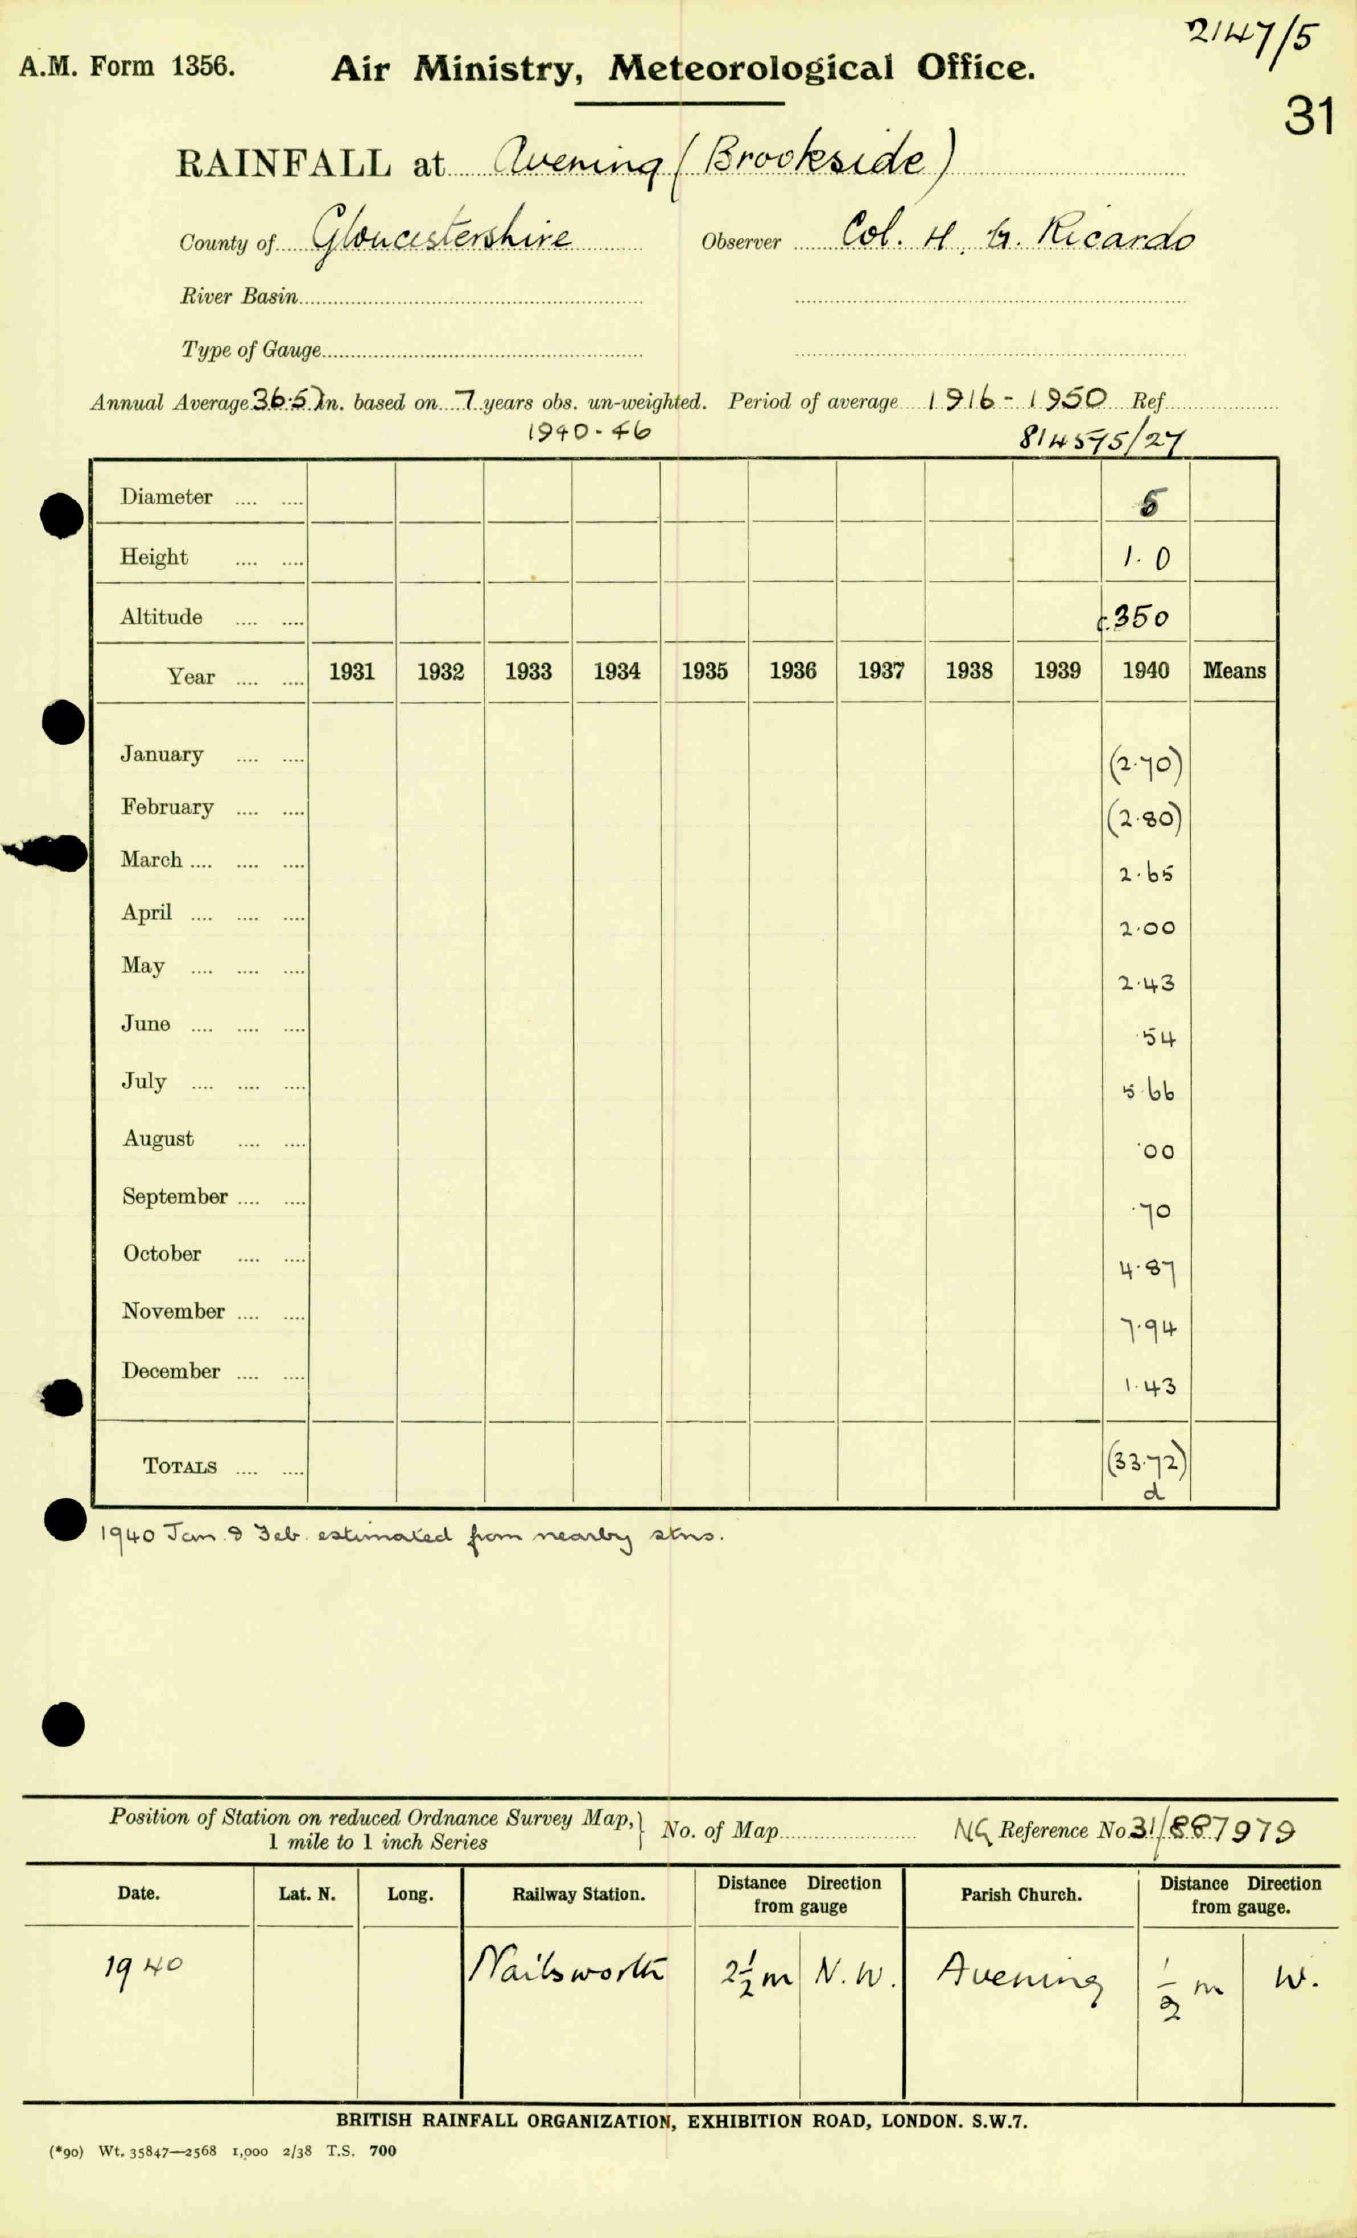 2147/5
A.M. Form 1356. Air Ministry, Meteorological Office.
31
RAINFALL at Avening (Brookside)
County of Gloucestershire Observer Col. H. G. Ricardo
River Basin
Type of Gauge
Annual Average 36.5 In. based on 7 years obs. un-weighted. Period of average 1916 - 1950 Ref.
1940 - 46 814575/27
Diameter .... .... 5
Height .... .... 1.0
Altitude .... .... c.350
Year .... .... 1931 1932 1933 1934 1935 1936 1937 1938 1939 1940 Means
January .... .... (2.70)
February .... .... (2.80)
March .... .... .... 2.65
April .... .... .... 2.00
May .... .... .... 2.43
June .... .... .... .54
July .... .... .... 5.66
August .... .... .00
September .... .... .70
October .... .... 4.87
November .... .... 7.94
December .... .... 1.43
TOTALS .... .... (33.72)
d
1940 Jan & Feb. estimated from nearby stns.
Position of Station on reduced Ordnance Survey Map, } No. of Map NG Reference No 31/887979
1 mile to 1 inch Series
Date. Lat. N. Long. Railway Station. Distance Direction from gauge Parish Church. Distance Direction from gauge.
1940 Nailsworth 2½ m N.W. Avening ½ m W.
BRITISH RAINFALL ORGANIZATION, EXHIBITION ROAD, LONDON. S.W.7.
(*90) Wt. 35847—2568 1,000 2/38 T.S. 700